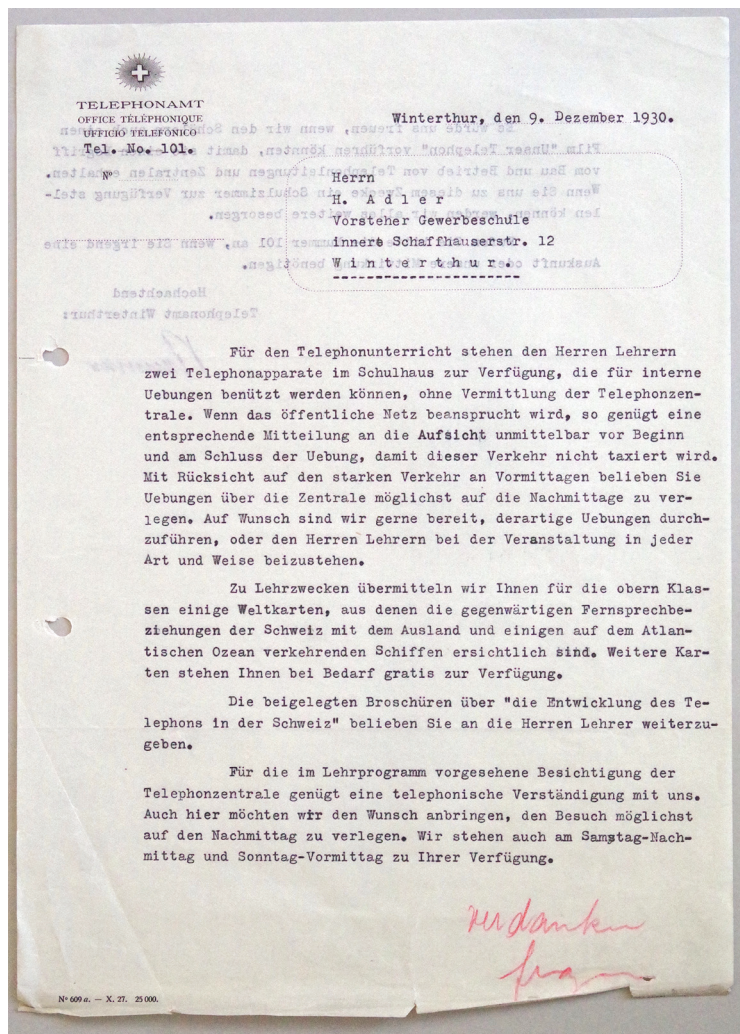 TELEPHONAMT
OFFICE TÉLÉPHONIQUE
UFFICIO TELEFONICO
Tel. No. 101.
Nº
Winterthur, den 9. Dezember 1930.
Herrn
H. Adler
Vorsteher Gewerbeschule
innere Schaffhauserstr. 12
Winterthur.
Für den Telephonunterricht stehen den Herren Lehrern
zwei Telephonapparate im Schulhaus zur Verfügung, die für interne
Uebungen benützt werden können, ohne Vermittlung der Telephonzen-
trale. Wenn das öffentliche Netz beansprucht wird, so genügt eine
entsprechende Mitteilung an die Aufsicht unmittelbar vor Beginn
und am Schluss der Uebung, damit dieser Verkehr nicht taxiert wird.
Mit Rücksicht auf den starken Verkehr an Vormittagen belieben Sie
Uebungen über die Zentrale möglichst auf die Nachmittage zu ver-
legen. Auf Wunsch sind wir gerne bereit, derartige Uebungen durch-
zuführen, oder den Herren Lehrern bei der Veranstaltung in jeder
Art und Weise beizustehen.
Zu Lehrzwecken übermitteln wir Ihnen für die obern Klas-
sen einige Weltkarten, aus denen die gegenwärtigen Fernsprechbe-
ziehungen der Schweiz mit dem Ausland und einigen auf dem Atlan-
tischen Ozean verkehrenden Schiffen ersichtlich sind. Weitere Kar-
ten stehen Ihnen bei Bedarf gratis zur Verfügung.
Die beigelegten Broschüren über "die Entwicklung des Te-
lephons in der Schweiz" belieben Sie an die Herren Lehrer weiterzu-
geben.
Für die im Lehrprogramm vorgesehene Besichtigung der
Telephonzentrale genügt eine telephonische Verständigung mit uns.
Auch hier möchten wir den Wunsch anbringen, den Besuch möglichst
auf den Nachmittag zu verlegen. Wir stehen auch am Samstag-Nach-
mittag und Sonntag-Vormittag zu Ihrer Verfügung.
verdanken
Nº 609 a. — X. 27. 25 000.